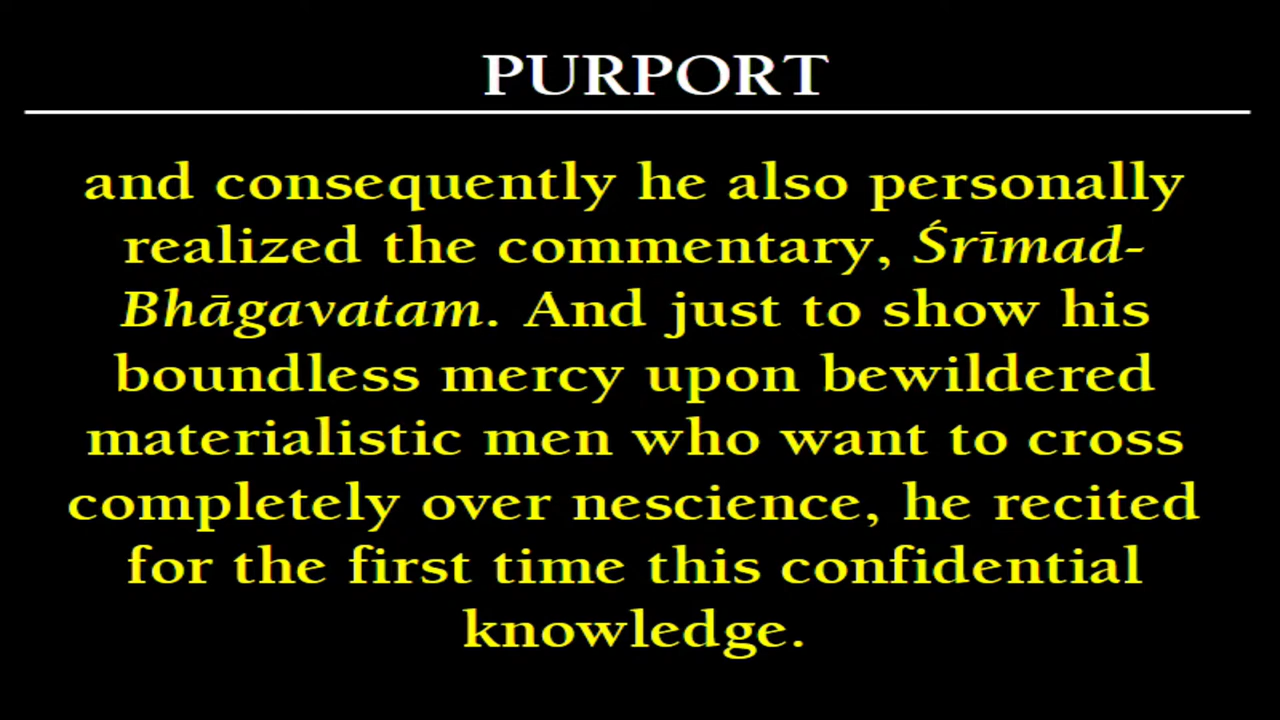 PURPORT
and consequently he also personally
realized the commentary, Śrīmad-
Bhāgavatam. And just to show his
boundless mercy upon bewildered
materialistic men who want to cross
completely over nescience, he recited
for the first time this confidential
knowledge.